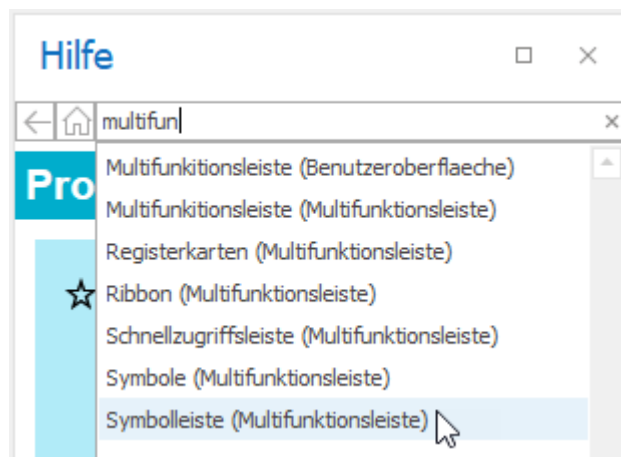 Hilfe
multifun
Pro
Multifunkitionsleiste (Benutzeroberflaeche)
Multifunkitionsleiste (Multifunktionsleiste)
Registerkarten (Multifunktionsleiste)
Ribbon (Multifunktionsleiste)
Schnellzugriffsleiste (Multifunktionsleiste)
Symbole (Multifunktionsleiste)
Symbolleiste (Multifunktionsleiste)